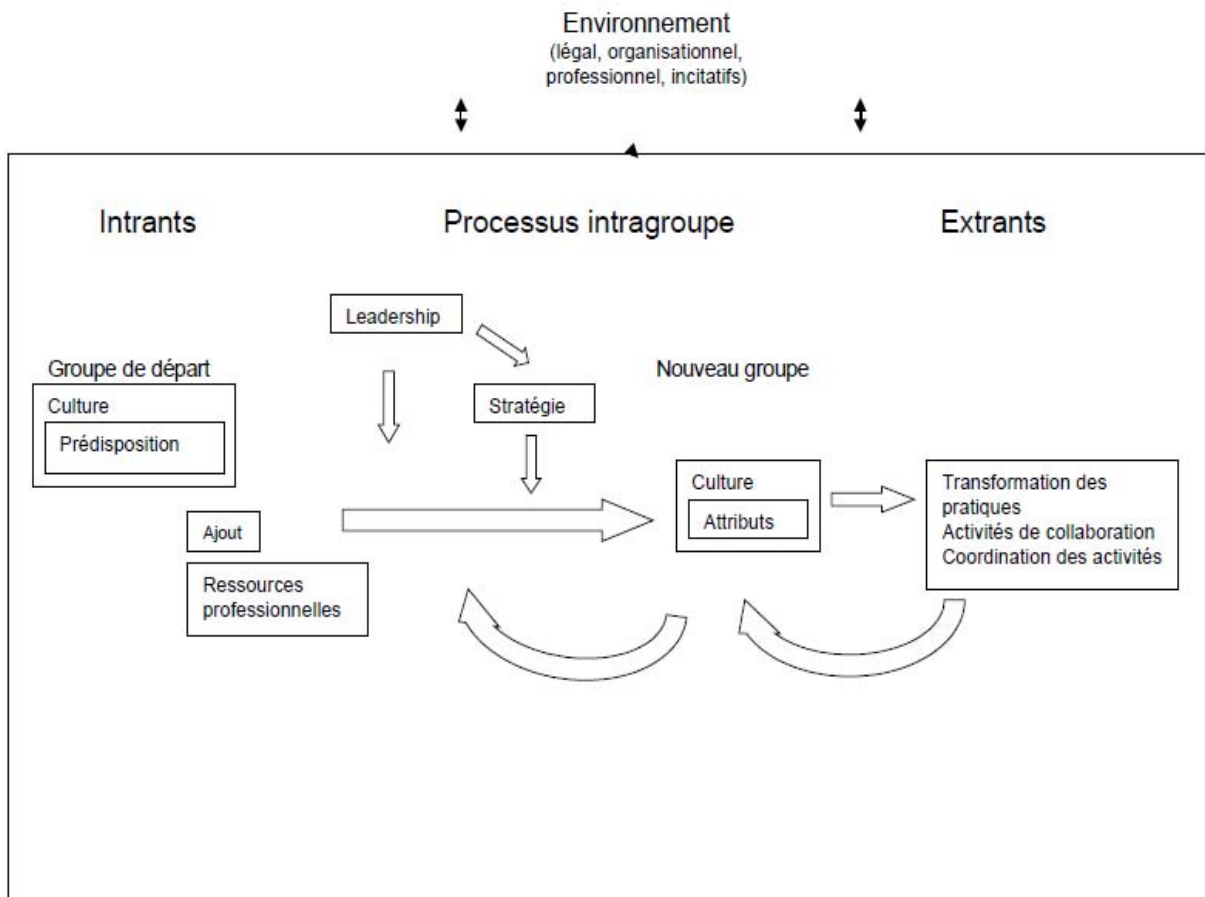 Environnement
(légal, organisationnel,
professionnel, incitatifs)
Intrants
Processus intragroupe
Extrants
Leadership
Groupe de départ
Culture
Prédisposition
Stratégie
Nouveau groupe
Culture
Attributs
Transformation des
pratiques
Activités de collaboration
Coordination des activités
Ajout
Ressources
professionnelles